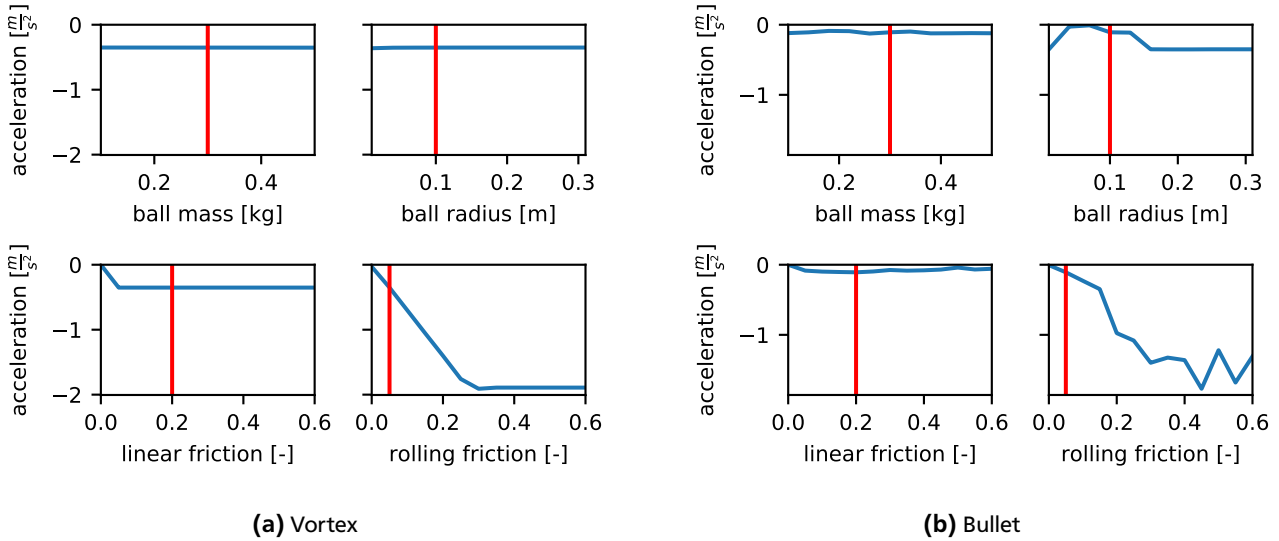 acceleration [m/s²]
0
−1
−2
0.2
0.4
ball mass [kg]
0.1
0.2
0.3
ball radius [m]
acceleration [m/s²]
0
−1
−2
0.0
0.2
0.4
0.6
linear friction [-]
0.0
0.2
0.4
0.6
rolling friction [-]
(a) Vortex
acceleration [m/s²]
0
−1
0.2
0.4
ball mass [kg]
0.1
0.2
0.3
ball radius [m]
acceleration [m/s²]
0
−1
0.0
0.2
0.4
0.6
linear friction [-]
0.0
0.2
0.4
0.6
rolling friction [-]
(b) Bullet